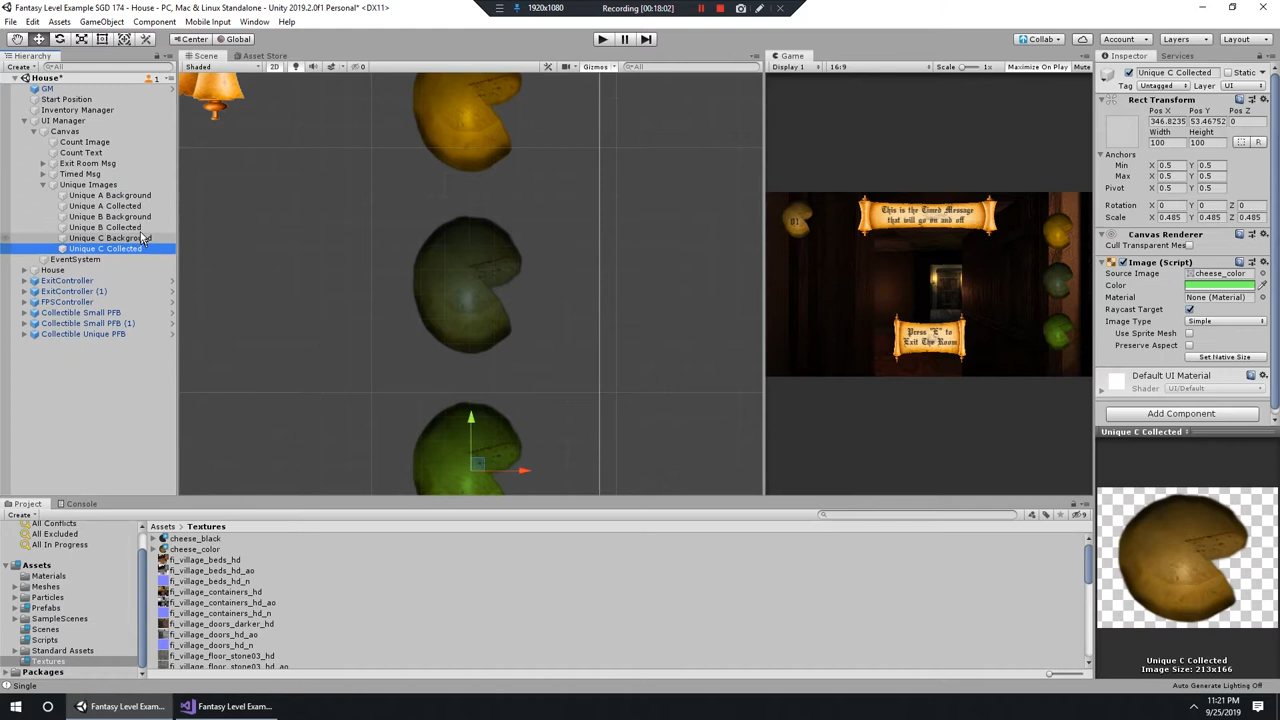 Fantasy Level Example SGD 174 - House - PC, Mac & Linux Standalone - Unity 2019.2.0f1 Personal* <DX11>
1920x1080
Recording [00:18:02]
File Edit Assets GameObject Component Mobile Input Window Help
Center Global
Collab Account Layers Layout
Hierarchy
Scene Asset Store
Game
Inspector Services
Create All
Shaded 2D 0 Gizmos All
Display 1 16:9 Scale 1x Maximize On Play Mute
Unique C Collected Static
Tag Untagged Layer UI
House* 1
GM
Start Position
Inventory Manager
UI Manager
Canvas
Count Image
Count Text
Exit Room Msg
Timed Msg
Unique Images
Unique A Background
Unique A Collected
Unique B Background
Unique B Collected
Unique C Background
Unique C Collected
EventSystem
House
ExitController
ExitController (1)
FPSController
Collectible Small PFB
Collectible Small PFB (1)
Collectible Unique PFB
01
This is the Timed Message
that will go on and off
Press "E" to
Exit The Room
Rect Transform
Pos X Pos Y Pos Z
346.8235 53.46752 0
Width Height
100 100 R
Anchors
Min X 0.5 Y 0.5
Max X 0.5 Y 0.5
Pivot X 0.5 Y 0.5
Rotation X 0 Y 0 Z 0
Scale X 0.485 Y 0.485 Z 0.485
Canvas Renderer
Cull Transparent Mes
Image (Script)
Source Image cheese_color
Color
Material None (Material)
Raycast Target
Image Type Simple
Use Sprite Mesh
Preserve Aspect
Set Native Size
Default UI Material
Shader UI/Default
Add Component
Unique C Collected
Unique C Collected
Image Size: 213x166
Project Console
Create
9
All Conflicts
All Excluded
All In Progress
Assets
Materials
Meshes
Particles
Prefabs
SampleScenes
Scenes
Scripts
Standard Assets
Textures
Packages
Assets Textures
cheese_black
cheese_color
fi_village_beds_hd
fi_village_beds_hd_ao
fi_village_beds_hd_n
fi_village_containers_hd
fi_village_containers_hd_ao
fi_village_containers_hd_n
fi_village_doors_darker_hd
fi_village_doors_hd_ao
fi_village_doors_hd_n
fi_village_floor_stone03_hd
fi_village_floor_stone03_hd_ao
Single
Auto Generate Lighting Off
Fantasy Level Exam...
Fantasy Level Exam...
11:21 PM
9/25/2019